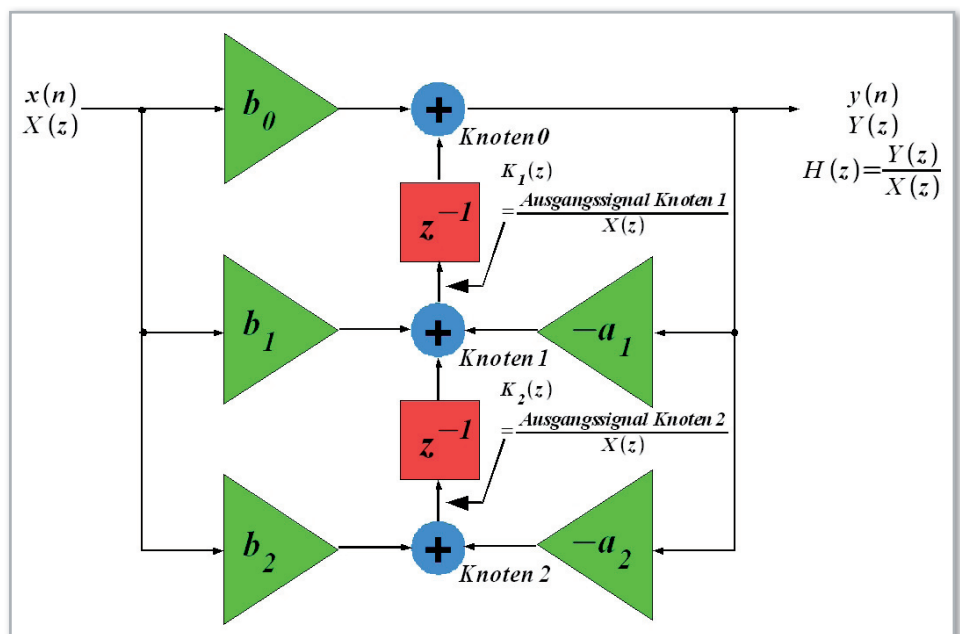 x(n)
X(z)
b₀
+
Knoten 0
y(n)
Y(z)
H(z)=Y(z)/X(z)
z⁻¹
K₁(z)
=Ausgangssignal Knoten 1/X(z)
b₁
+
Knoten 1
−a₁
z⁻¹
K₂(z)
=Ausgangssignal Knoten 2/X(z)
b₂
+
Knoten 2
−a₂